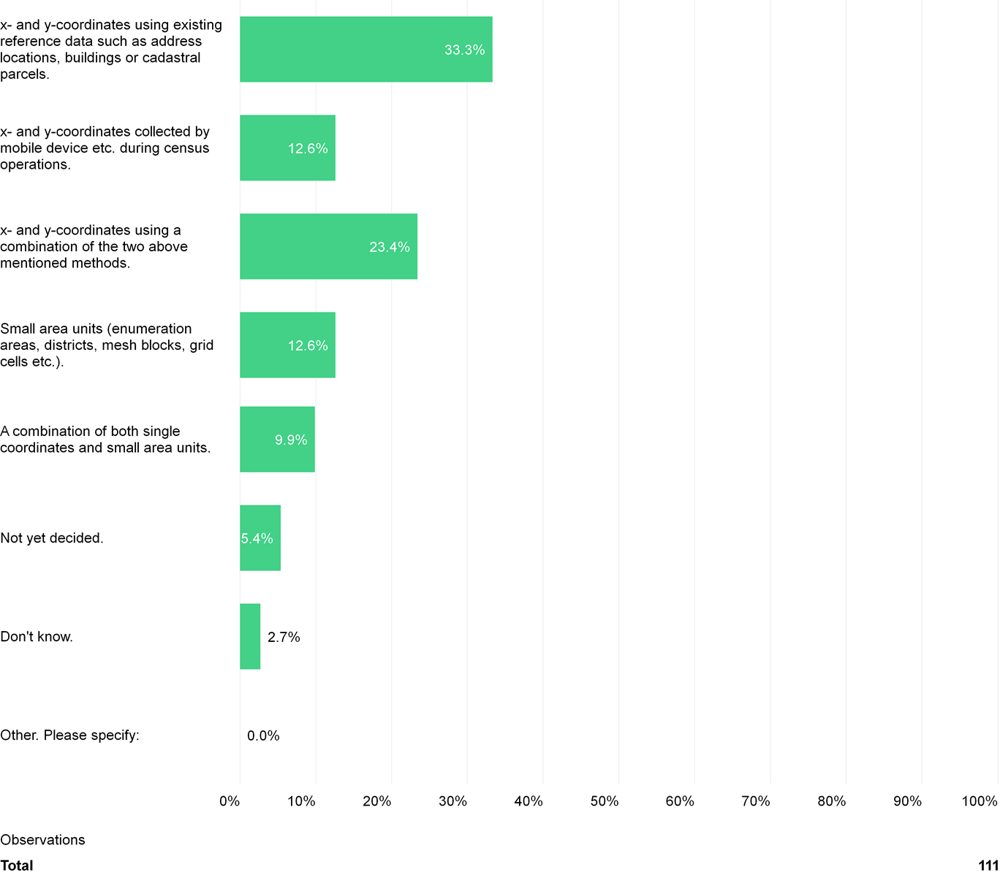 x- and y-coordinates using existing
reference data such as address
locations, buildings or cadastral
parcels.
33.3%
x- and y-coordinates collected by
mobile device etc. during census
operations.
12.6%
x- and y-coordinates using a
combination of the two above
mentioned methods.
23.4%
Small area units (enumeration
areas, districts, mesh blocks, grid
cells etc.).
12.6%
A combination of both single
coordinates and small area units.
9.9%
Not yet decided.
5.4%
Don't know.
2.7%
Other. Please specify:
0.0%
0% 10% 20% 30% 40% 50% 60% 70% 80% 90% 100%
Observations
Total 111